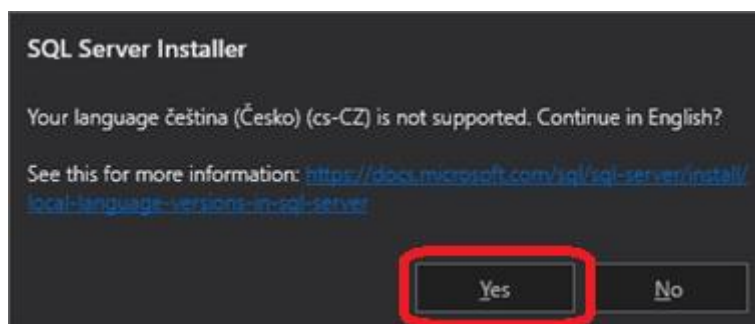 SQL Server Installer
Your language čeština (Česko) (cs-CZ) is not supported. Continue in English?
See this for more information: https://docs.microsoft.com/sql/sql-server/install/
local-language-versions-in-sql-server
Yes No